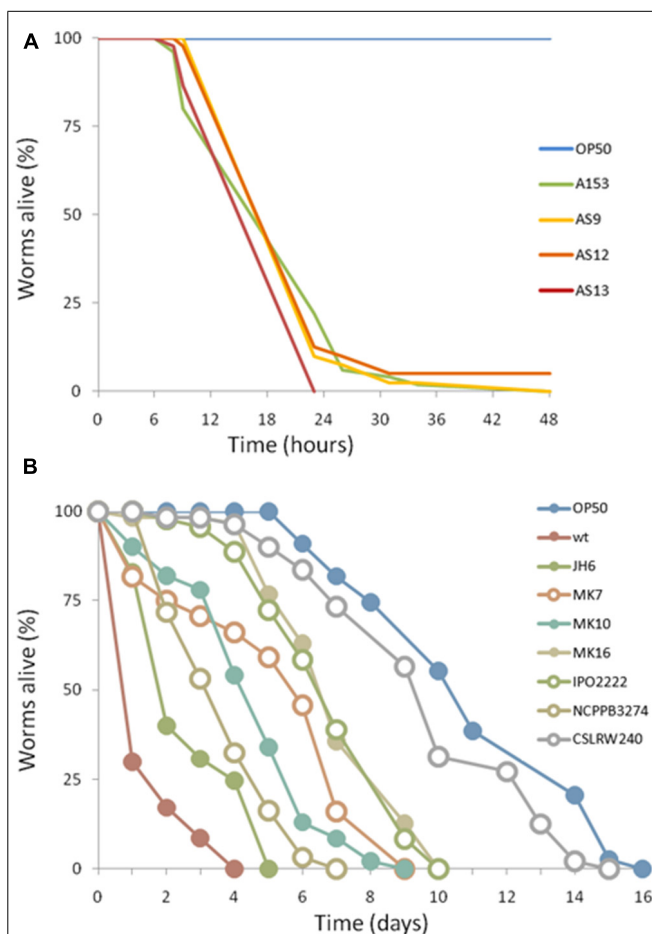 A
Worms alive (%)
100
75
50
25
0
0 6 12 18 24 30 36 42 48
Time (hours)
OP50
A153
AS9
AS12
AS13
B
Worms alive (%)
100
75
50
25
0
0 2 4 6 8 10 12 14 16
Time (days)
OP50
wt
JH6
MK7
MK10
MK16
IPO2222
NCPPB3274
CSLRW240